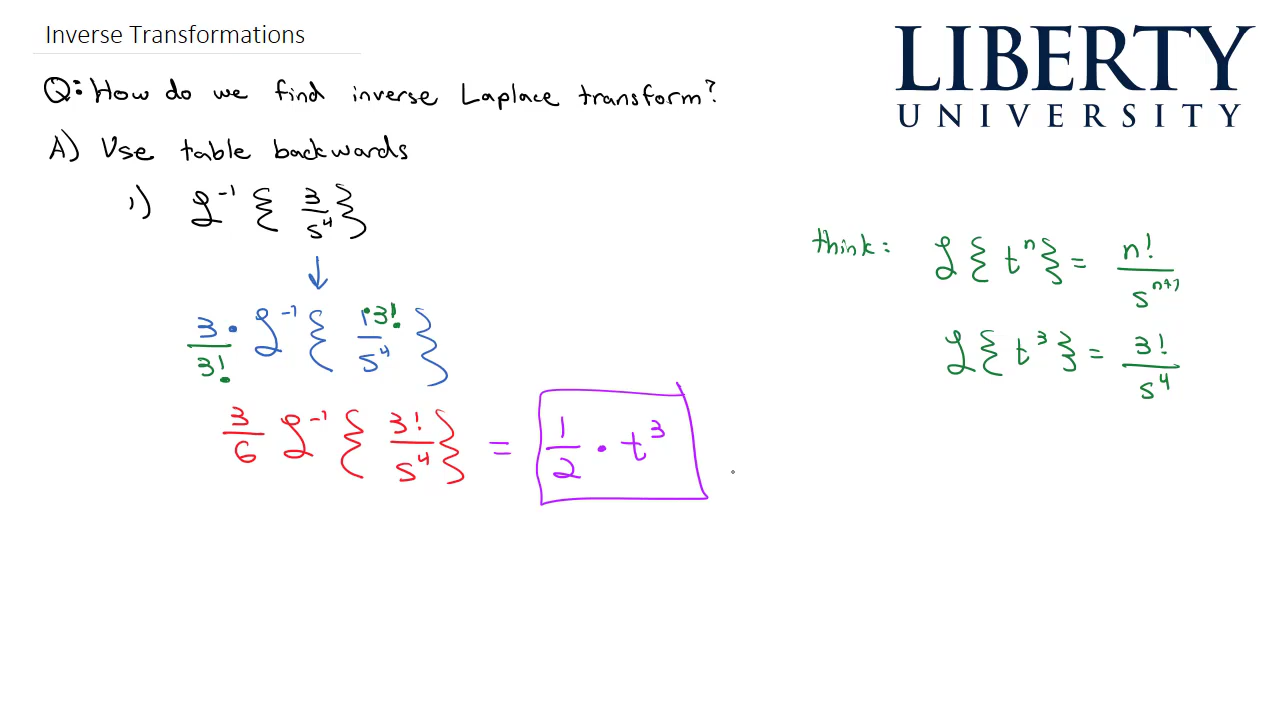 Inverse Transformations
LIBERTY
UNIVERSITY
Q: How do we find inverse Laplace transform?
A) Use table backwards
1) ℒ⁻¹ { 3/s⁴ }
↓
3/3! • ℒ⁻¹ { 1·3!/s⁴ }
3/6 ℒ⁻¹ { 3!/s⁴ } = 1/2 • t³
think: ℒ { tⁿ } = n!/sⁿ⁺¹
ℒ { t³ } = 3!/s⁴